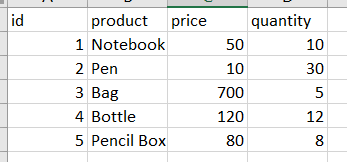 id product price quantity
1 Notebook 50 10
2 Pen 10 30
3 Bag 700 5
4 Bottle 120 12
5 Pencil Box 80 8